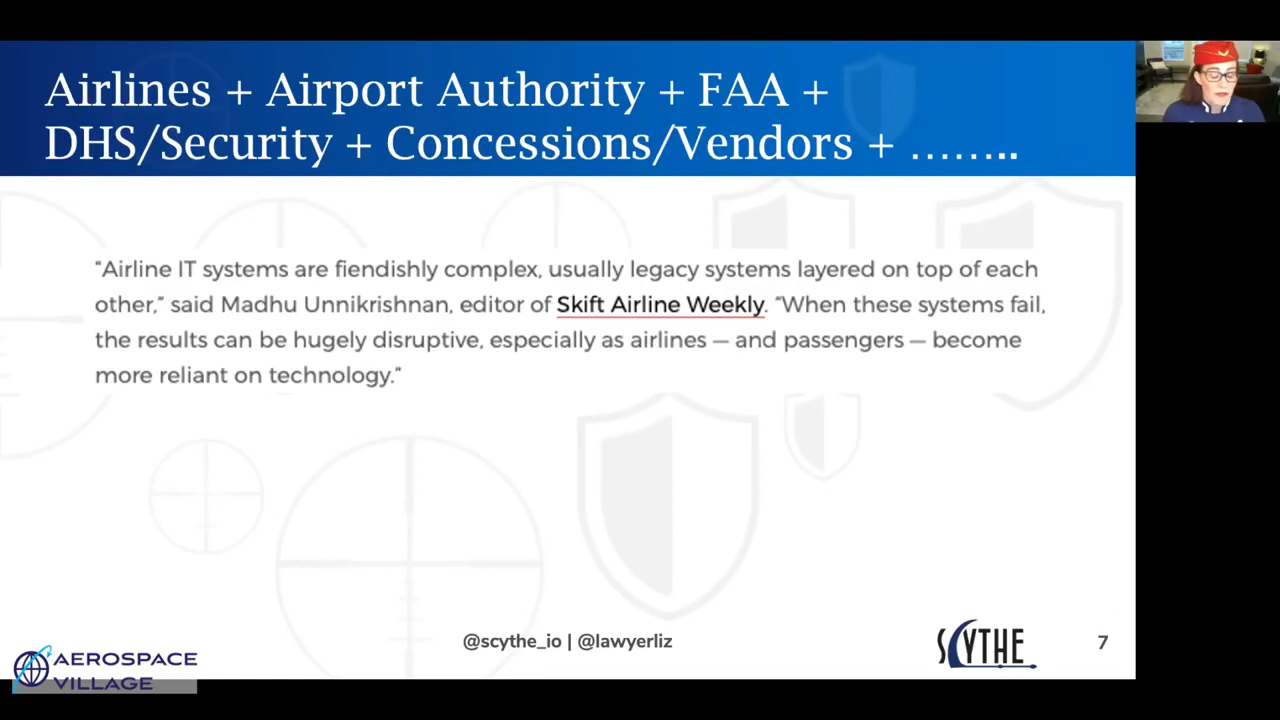 Airlines + Airport Authority + FAA +
DHS/Security + Concessions/Vendors + ……..
“Airline IT systems are fiendishly complex, usually legacy systems layered on top of each
other,” said Madhu Unnikrishnan, editor of Skift Airline Weekly. “When these systems fail,
the results can be hugely disruptive, especially as airlines — and passengers — become
more reliant on technology.”
@scythe_io | @lawyerliz
SCYTHE
7
AEROSPACE
VILLAGE